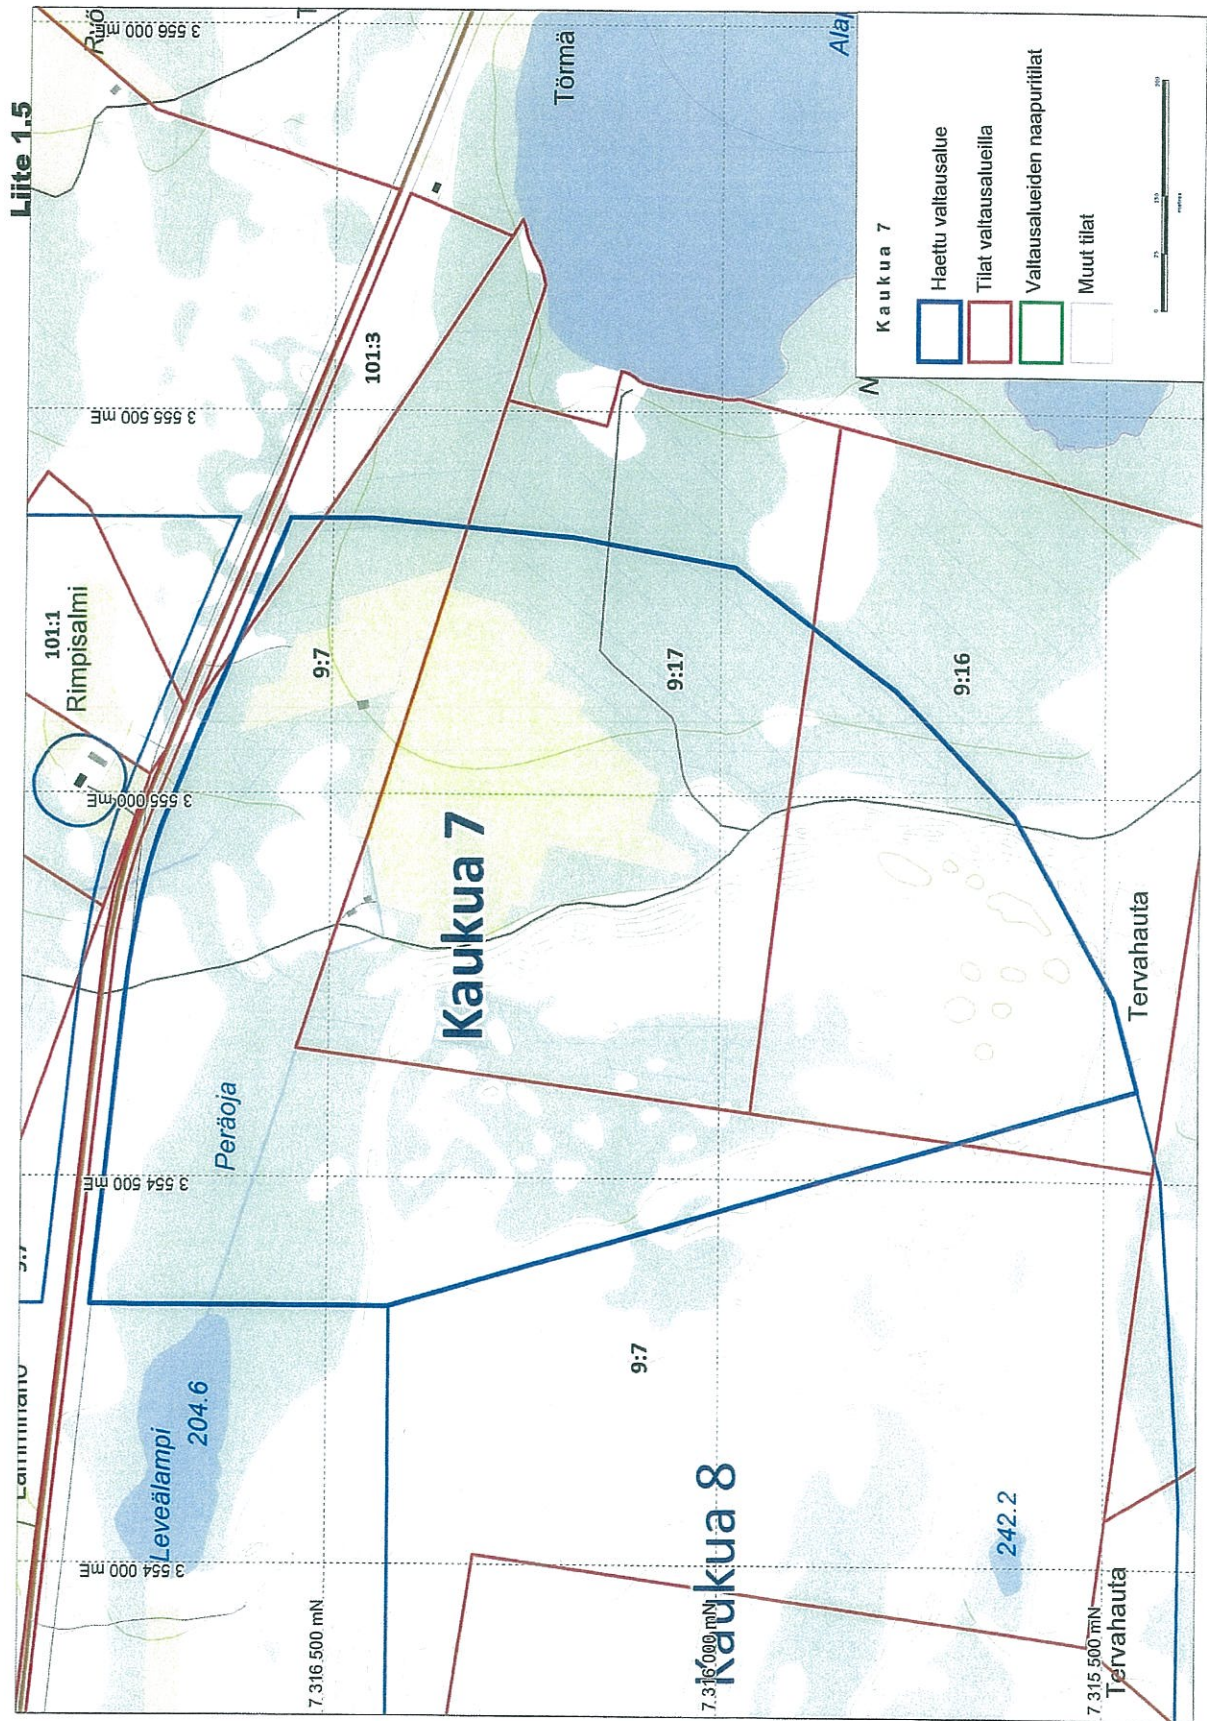 Liite 1.5
3 556 000 mE
3 555 500 mE
3 555 000 mE
3 554 500 mE
3 554 000 mE
Törmä
101:3
101:1
Rimpisalmi
9:7
9:17
9:16
Kaukua 7
Peräoja
Tervahauta
9:7
Leveälampi
204.6
Kaukua 8
242.2
Tervahauta
7 316 500 mN
7 316 000 mN
7 315 500 mN
Kaukua 7
Haettu valtausalue
Tilat valtausalueilla
Valtausalueiden naapuritilat
Muut tilat